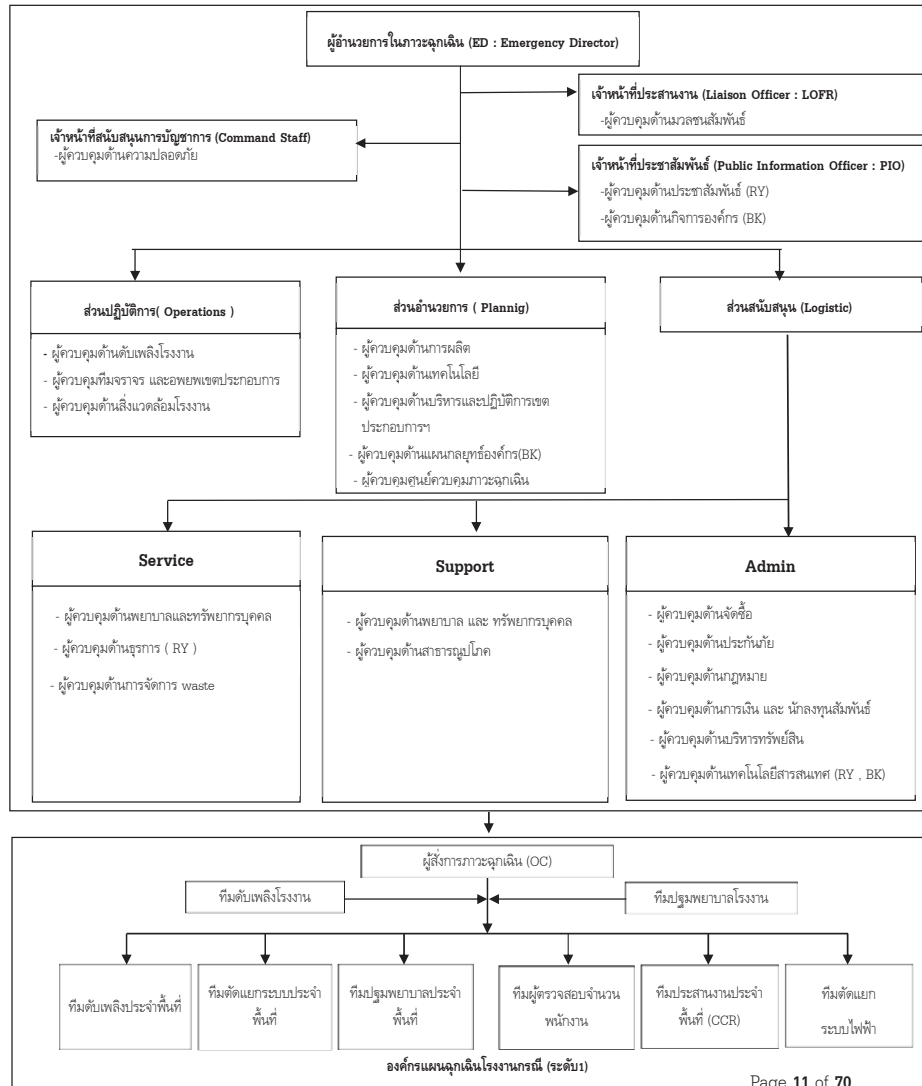 ผู้อำนวยการในภาวะฉุกเฉิน (ED : Emergency Director)
เจ้าหน้าที่ประสานงาน (Liaison Officer : LOFR)
-ผู้ควบคุมด้านมวลชนสัมพันธ์
เจ้าหน้าที่สนับสนุนการบัญชาการ (Command Staff)
-ผู้ควบคุมด้านความปลอดภัย
เจ้าหน้าที่ประชาสัมพันธ์ (Public Information Officer : PIO)
-ผู้ควบคุมด้านประชาสัมพันธ์ (RY)
-ผู้ควบคุมด้านกิจการองค์กร (BK)
ส่วนปฏิบัติการ( Operations )
- ผู้ควบคุมด้านดับเพลิงโรงงาน
- ผู้ควบคุมทีมจราจร และอพยพเขตประกอบการ
- ผู้ควบคุมด้านสิ่งแวดล้อมโรงงาน
ส่วนอำนวยการ ( Plannig)
- ผู้ควบคุมด้านการผลิต
- ผู้ควบคุมด้านเทคโนโลยี
- ผู้ควบคุมด้านบริหารและปฏิบัติการเขต
ประกอบการฯ
- ผู้ควบคุมด้านแผนกลยุทธ์องค์กร(BK)
- ผู้ควบคุมศูนย์ควบคุมภาวะฉุกเฉิน
ส่วนสนับสนุน (Logistic)
Service
- ผู้ควบคุมด้านพยาบาลและทรัพยากรบุคคล
- ผู้ควบคุมด้านธุรการ ( RY )
- ผู้ควบคุมด้านการจัดการ waste
Support
- ผู้ควบคุมด้านพยาบาล และ ทรัพยากรบุคคล
- ผู้ควบคุมด้านสาธารณูปโภค
Admin
- ผู้ควบคุมด้านจัดซื้อ
- ผู้ควบคุมด้านประกันภัย
- ผู้ควบคุมด้านกฎหมาย
- ผู้ควบคุมด้านการเงิน และ นักลงทุนสัมพันธ์
- ผู้ควบคุมด้านบริหารทรัพย์สิน
- ผู้ควบคุมด้านเทคโนโลยีสารสนเทศ (RY , BK)
ผู้สั่งการภาวะฉุกเฉิน (OC)
ทีมดับเพลิงโรงงาน
ทีมปฐมพยาบาลโรงงาน
ทีมดับเพลิงประจำพื้นที่
ทีมตัดแยกระบบประจำ
พื้นที่
ทีมปฐมพยาบาลประจำ
พื้นที่
ทีมผู้ตรวจสอบจำนวน
พนักงาน
ทีมประสานงานประจำ
พื้นที่ (CCR)
ทีมตัดแยก
ระบบไฟฟ้า
องค์กรแผนฉุกเฉินโรงงานกรณี (ระดับ1)
Page 11 of 70